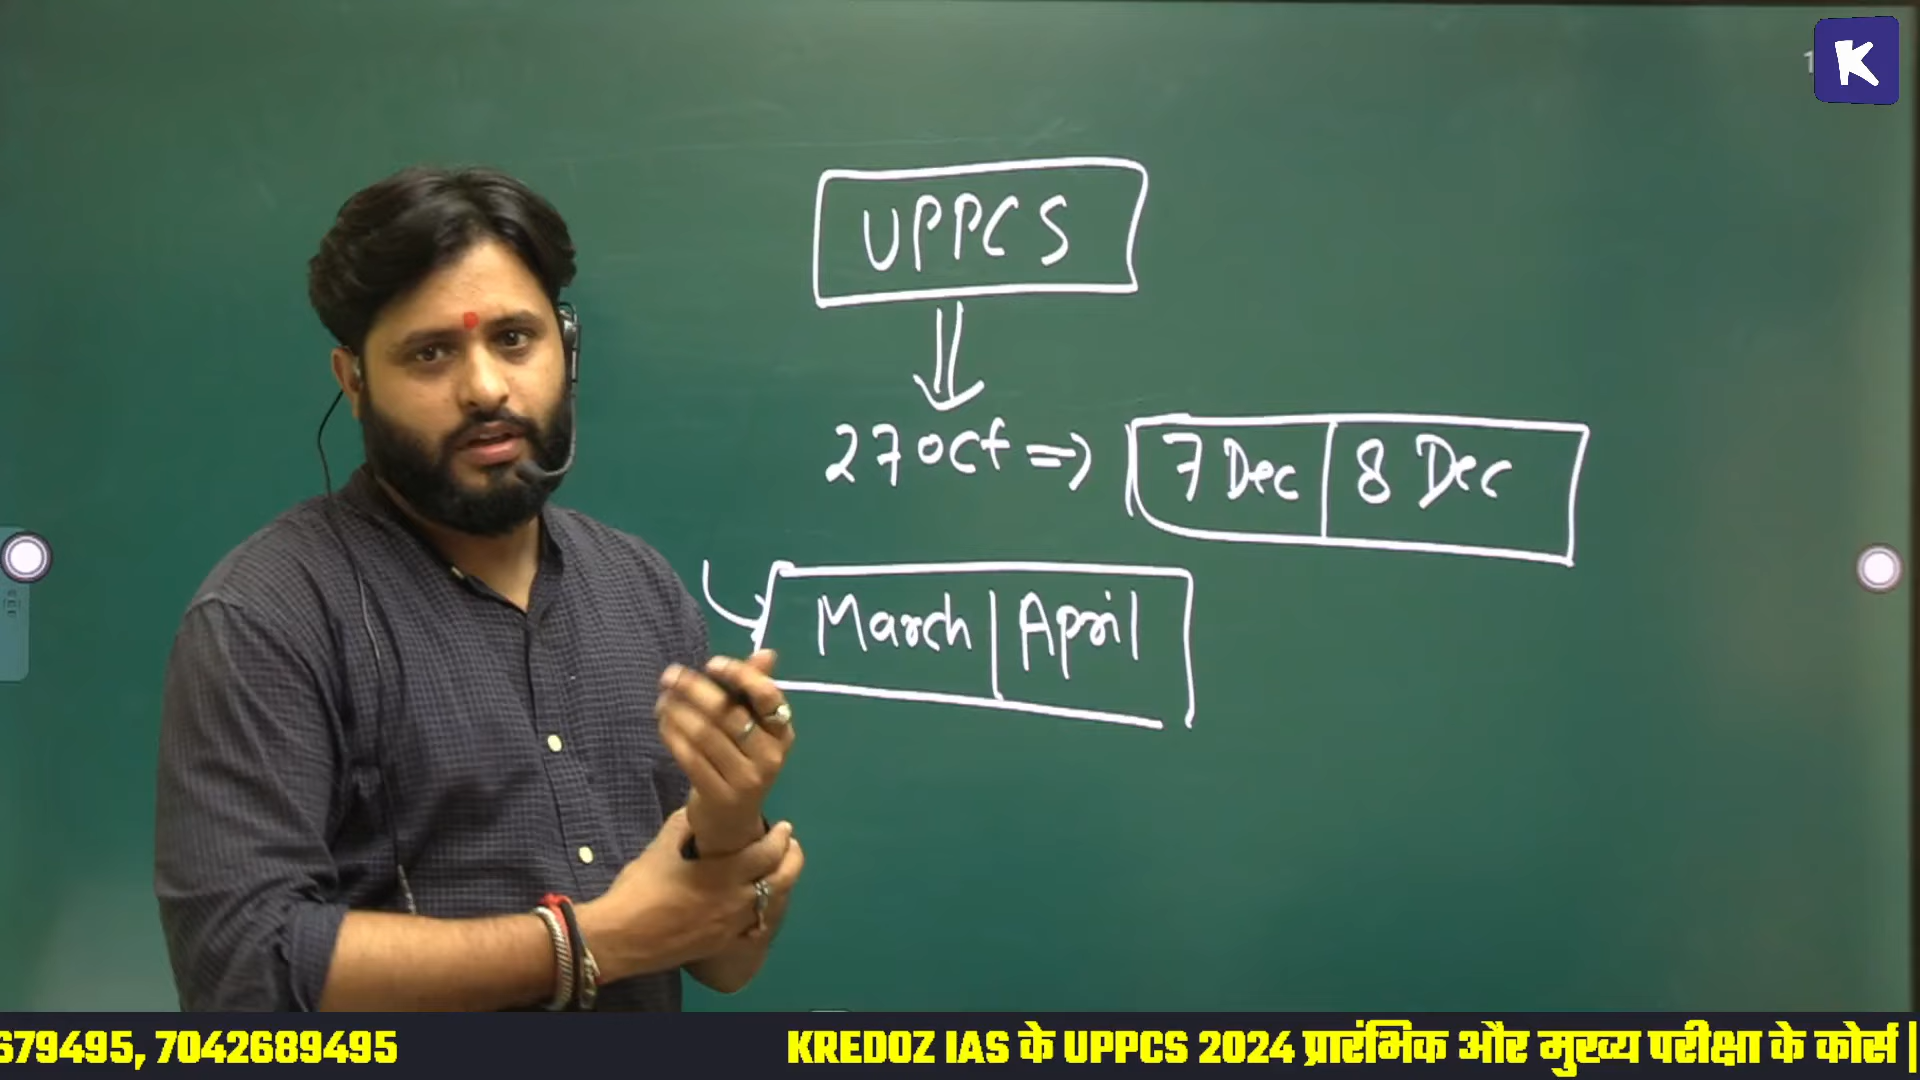 K
UPPCS
27 Oct => 7 Dec | 8 Dec
March | April
679495, 7042689495 KREDOZ IAS के UPPCS 2024 प्रारंभिक और मुख्य परीक्षा के कोर्स |